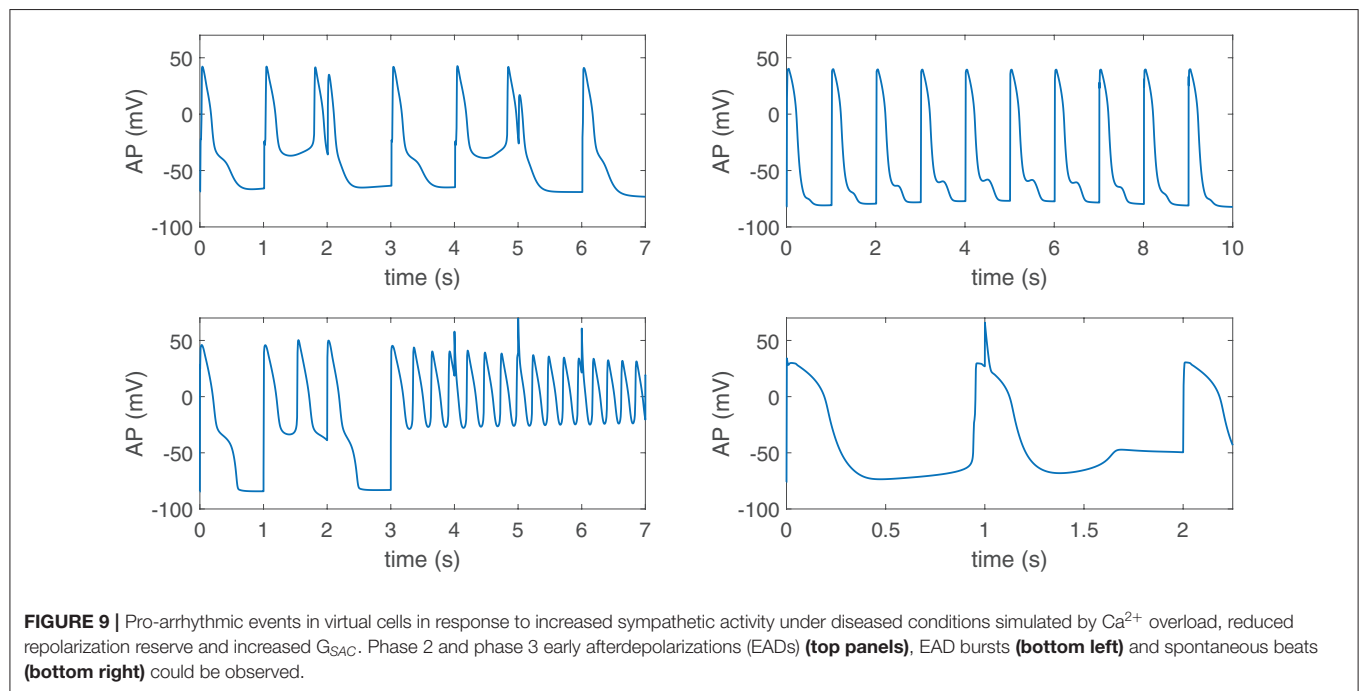 50
0
-50
-100
AP (mV)
0 1 2 3 4 5 6 7
time (s)
50
0
-50
-100
AP (mV)
0 2 4 6 8 10
time (s)
50
0
-50
-100
AP (mV)
0 1 2 3 4 5 6 7
time (s)
50
0
-50
-100
AP (mV)
0 0.5 1 1.5 2
time (s)
FIGURE 9 | Pro-arrhythmic events in virtual cells in response to increased sympathetic activity under diseased conditions simulated by Ca2+ overload, reduced
repolarization reserve and increased GSAC. Phase 2 and phase 3 early afterdepolarizations (EADs) (top panels), EAD bursts (bottom left) and spontaneous beats
(bottom right) could be observed.